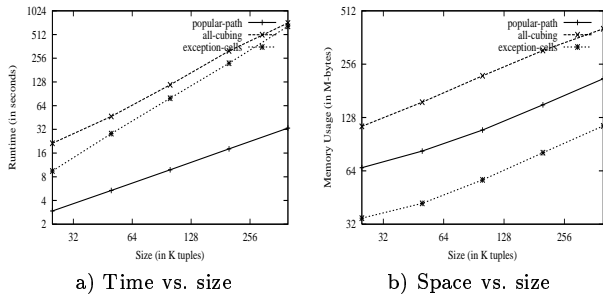 1024
512
256
128
64
32
16
8
4
2
Runtime (in seconds)
popular-path
all-cubing
exception-cells
32
64
128
256
Size (in K tuples)
a) Time vs. size
512
256
128
64
32
Memory Usage (in M-bytes)
popular-path
all-cubing
exception-cells
32
64
128
256
Size (in K tuples)
b) Space vs. size